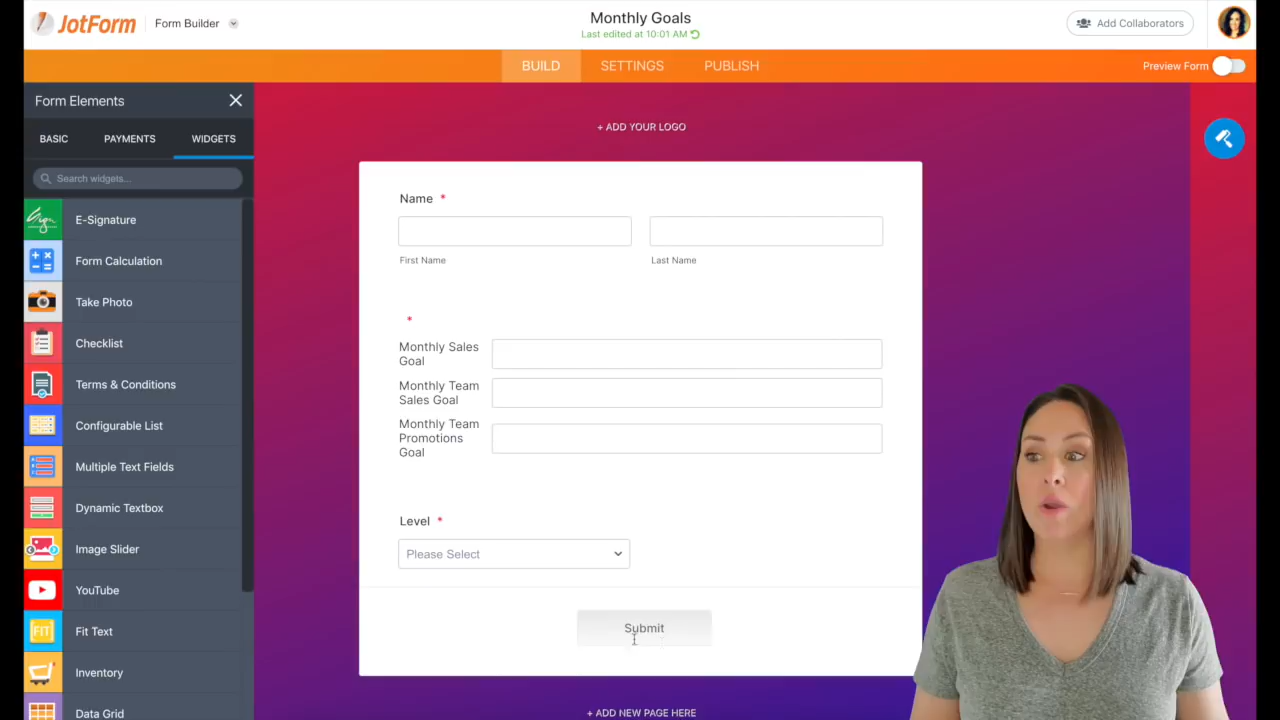 JotForm
Form Builder
Monthly Goals
Last edited at 10:01 AM
Add Collaborators
BUILD
SETTINGS
PUBLISH
Preview Form
Form Elements
BASIC
PAYMENTS
WIDGETS
Search widgets...
E-Signature
Form Calculation
Take Photo
Checklist
Terms & Conditions
Configurable List
Multiple Text Fields
Dynamic Textbox
Image Slider
YouTube
FIT
Fit Text
Inventory
Data Grid
+ ADD YOUR LOGO
Name *
First Name
Last Name
*
Monthly Sales
Goal
Monthly Team
Sales Goal
Monthly Team
Promotions
Goal
Level *
Please Select
Submit
+ ADD NEW PAGE HERE